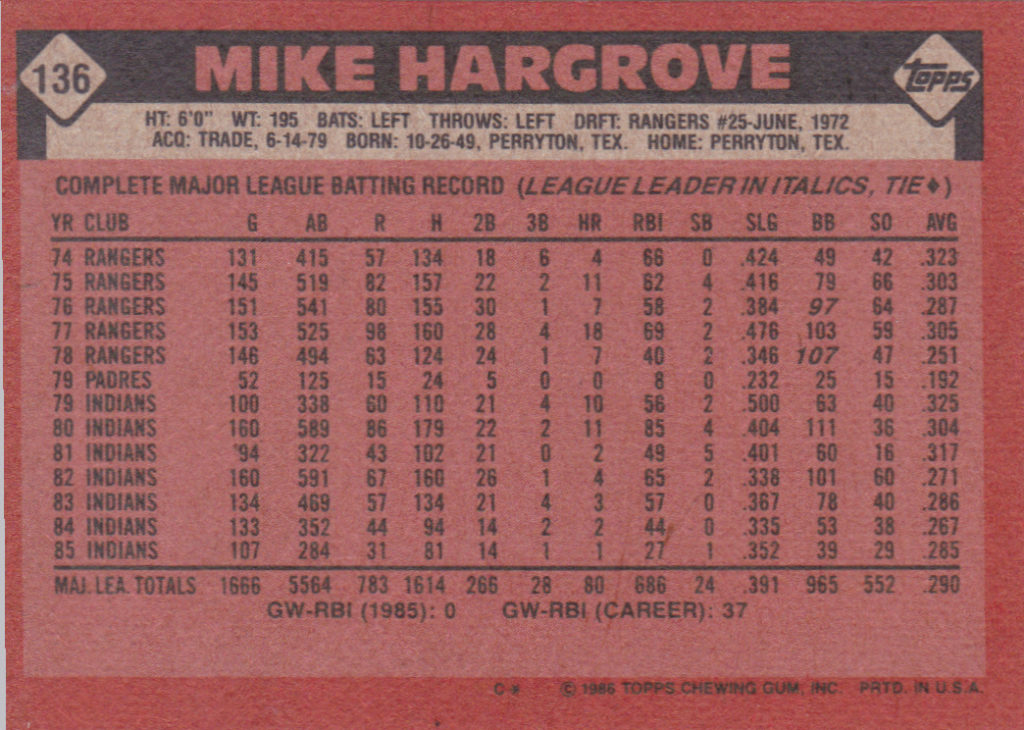 136 MIKE HARGROVE TOPPS
HT: 6'0" WT: 195 BATS: LEFT THROWS: LEFT DRFT: RANGERS #25-JUNE, 1972
ACQ: TRADE, 6-14-79 BORN: 10-26-49, PERRYTON, TEX. HOME: PERRYTON, TEX.
COMPLETE MAJOR LEAGUE BATTING RECORD (LEAGUE LEADER IN ITALICS, TIE♦)
YR CLUB G AB R H 2B 3B HR RBI SB SLG BB SO AVG
74 RANGERS 131 415 57 134 18 6 4 66 0 .424 49 42 .323
75 RANGERS 145 519 82 157 22 2 11 62 4 .416 79 66 .303
76 RANGERS 151 541 80 155 30 1 7 58 2 .384 97 64 .287
77 RANGERS 153 525 98 160 28 4 18 69 2 .476 103 59 .305
78 RANGERS 146 494 63 124 24 1 7 40 2 .346 107 47 .251
79 PADRES 52 125 15 24 5 0 0 8 0 .232 25 15 .192
79 INDIANS 100 338 60 110 21 4 10 56 2 .500 63 40 .325
80 INDIANS 160 589 86 179 22 2 11 85 4 .404 111 36 .304
81 INDIANS 94 322 43 102 21 0 2 49 5 .401 60 16 .317
82 INDIANS 160 591 67 160 26 1 4 65 2 .338 101 60 .271
83 INDIANS 134 469 57 134 21 4 3 57 0 .367 78 40 .286
84 INDIANS 133 352 44 94 14 2 2 44 0 .335 53 38 .267
85 INDIANS 107 284 31 81 14 1 1 27 1 .352 39 29 .285
MAJ. LEA. TOTALS 1666 5564 783 1614 266 28 80 686 24 .391 965 552 .290
GW-RBI (1985): 0 GW-RBI (CAREER): 37
C* © 1986 TOPPS CHEWING GUM, INC. PRTD. IN U.S.A.